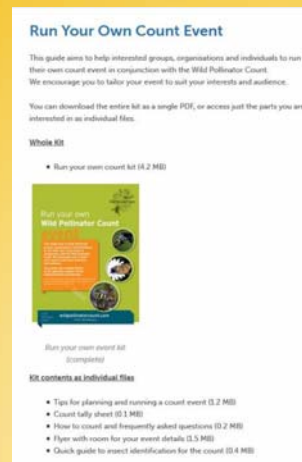 Run Your Own Count Event
This guide aims to help interested groups, organisations and individuals to run
their own count event in conjunction with the Wild Pollinator Count.
We encourage you to tailor your event to suit your interests and audience.
You can download the entire kit as a single PDF, or access just the parts you are
interested in as individual files.
Whole Kit
Run your own count kit (4.2 MB)
Run your own
Wild Pollinator Count
wildpollinatorcount.com
Run your own event kit
(complete)
Kit contents as individual files
Tips for planning and running a count event (1.2 MB)
Count tally sheet (0.1 MB)
How to count and frequently asked questions (0.2 MB)
Flyer with room for your event details (1.5 MB)
Quick guide to insect identification for the count (0.4 MB)